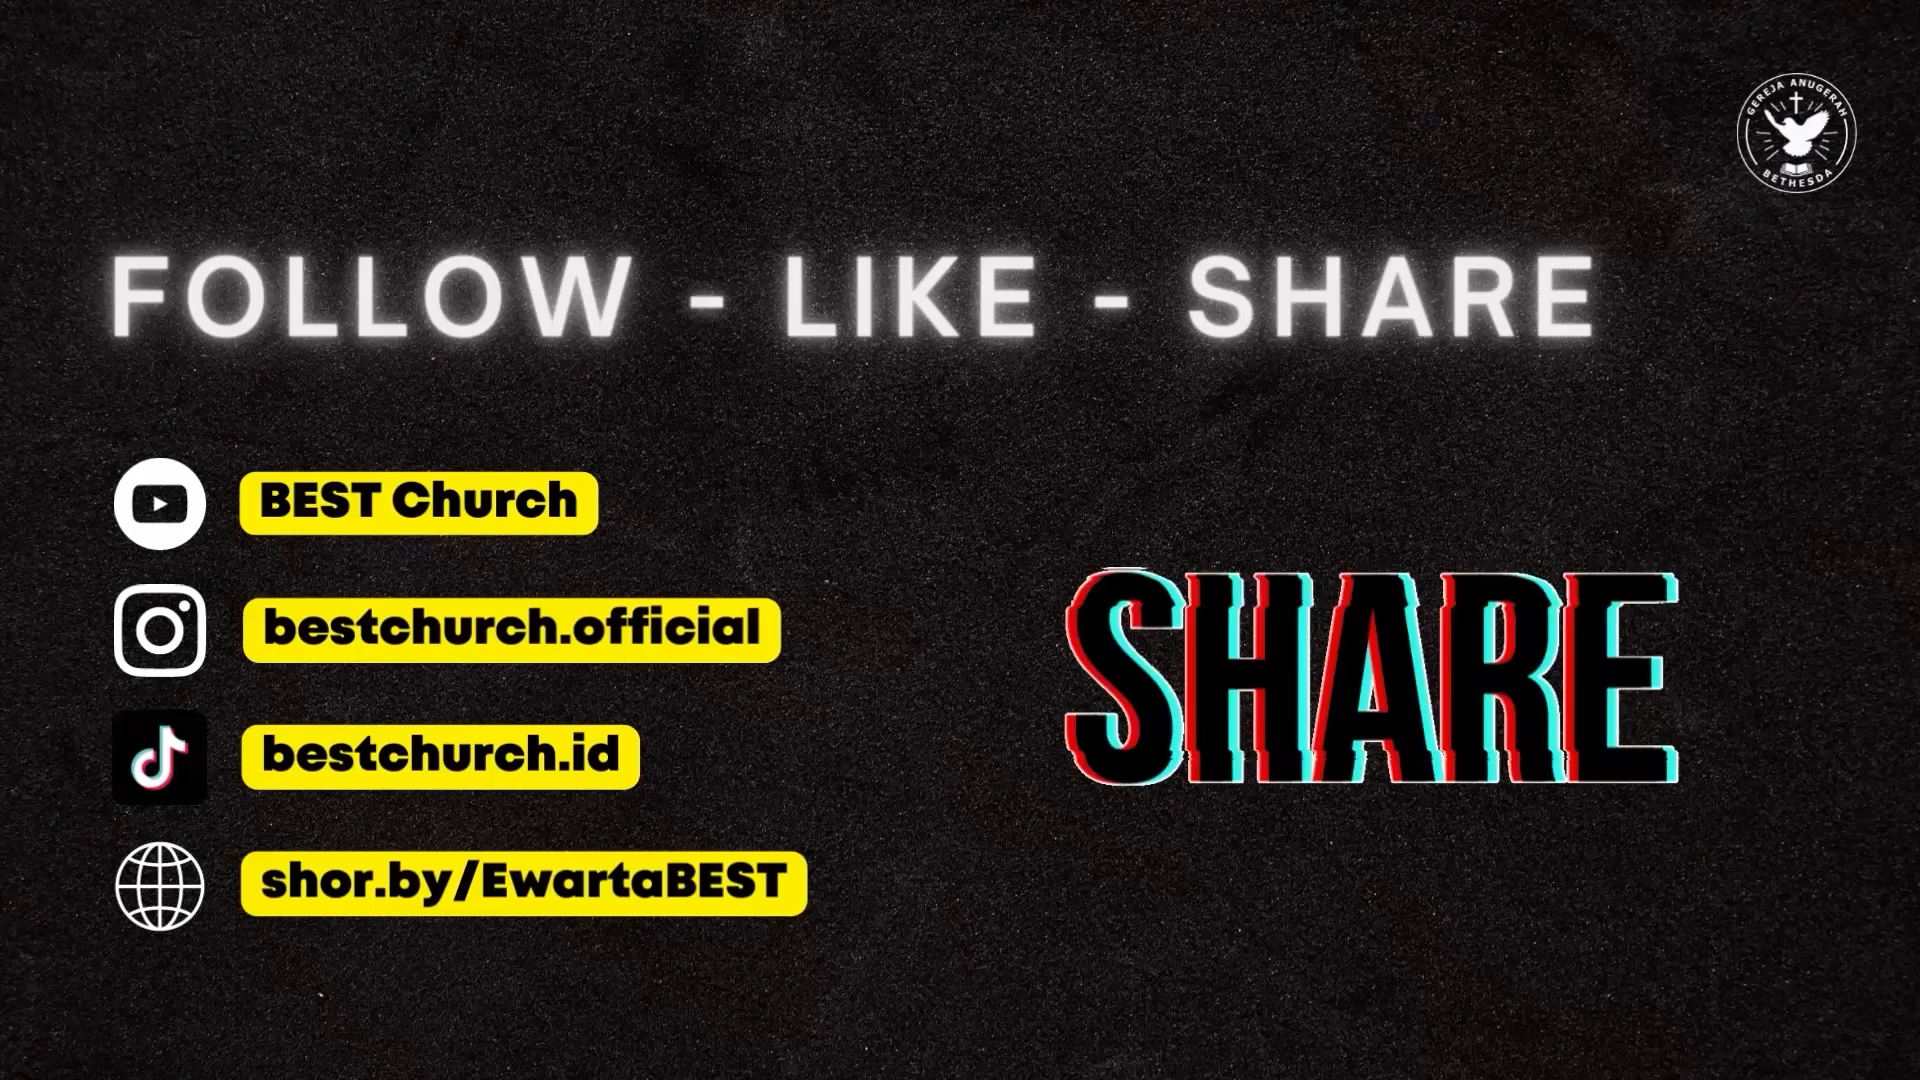 GEREJA ANUGERAH
BETHESDA
FOLLOW - LIKE - SHARE
BEST Church
bestchurch.official
bestchurch.id
shor.by/EwartaBEST
SHARE